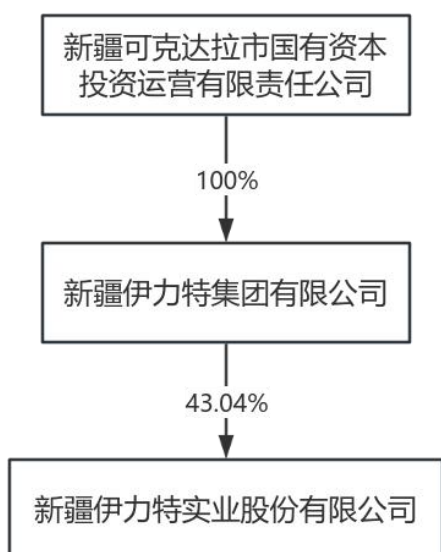 新疆可克达拉市国有资本
投资运营有限责任公司
100%
新疆伊力特集团有限公司
43.04%
新疆伊力特实业股份有限公司